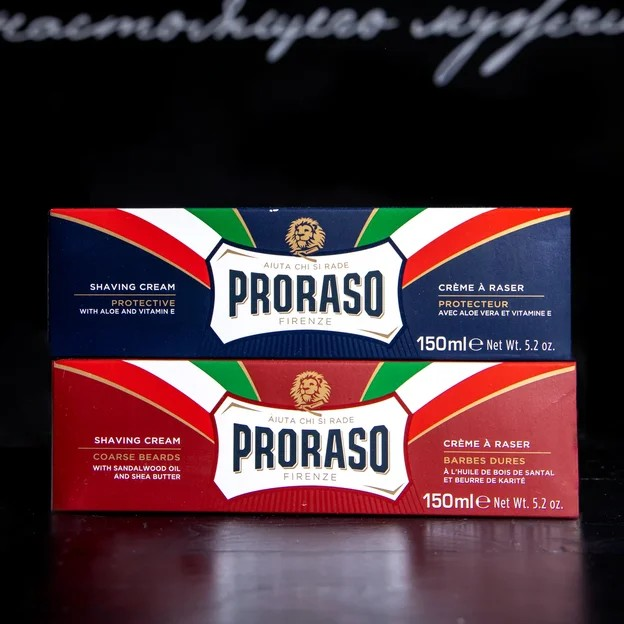 настоящего мужчи
AIUTA CHI SI RADE
PRORASO
FIRENZE
SHAVING CREAM
PROTECTIVE
WITH ALOE AND VITAMIN E
CRÈME À RASER
PROTECTEUR
AVEC ALOE VERA ET VITAMINE E
150ml℮ Net Wt. 5.2 oz.
AIUTA CHI SI RADE
PRORASO
FIRENZE
SHAVING CREAM
COARSE BEARDS
WITH SANDALWOOD OIL
AND SHEA BUTTER
CRÈME À RASER
BARBES DURES
À L'HUILE DE BOIS DE SANTAL
ET BEURRE DE KARITÉ
150ml℮ Net Wt. 5.2 oz.